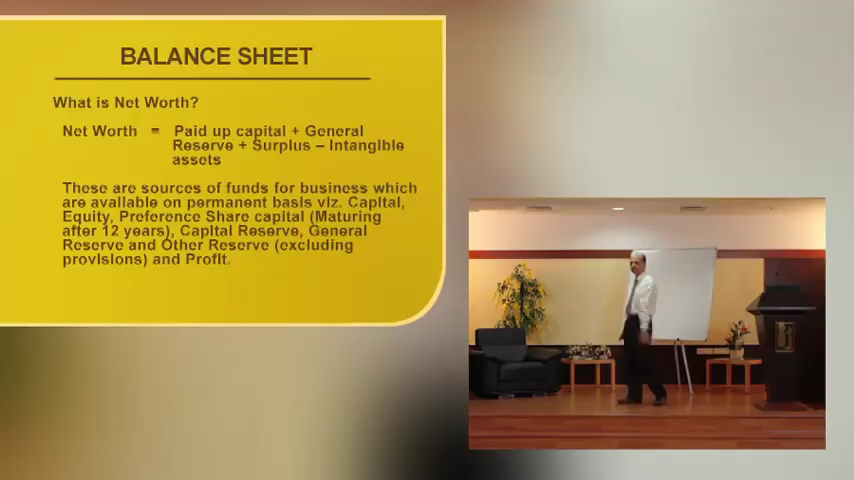 BALANCE SHEET
What is Net Worth?
Net Worth = Paid up capital + General
Reserve + Surplus – Intangible
assets
These are sources of funds for business which
are available on permanent basis viz. Capital,
Equity, Preference Share capital (Maturing
after 12 years), Capital Reserve, General
Reserve and Other Reserve (excluding
provisions) and Profit.